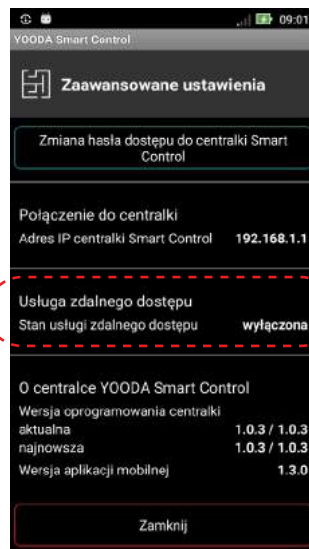 09:01
YOODA Smart Control
Zaawansowane ustawienia
Zmiana hasła dostępu do centralki Smart
Control
Połączenie do centralki
Adres IP centralki Smart Control 192.168.1.1
Usługa zdalnego dostępu
Stan usługi zdalnego dostępu wyłączona
O centralce YOODA Smart Control
Wersja oprogramowania centralki
aktualna 1.0.3 / 1.0.3
najnowsza 1.0.3 / 1.0.3
Wersja aplikacji mobilnej 1.3.0
Zamknij